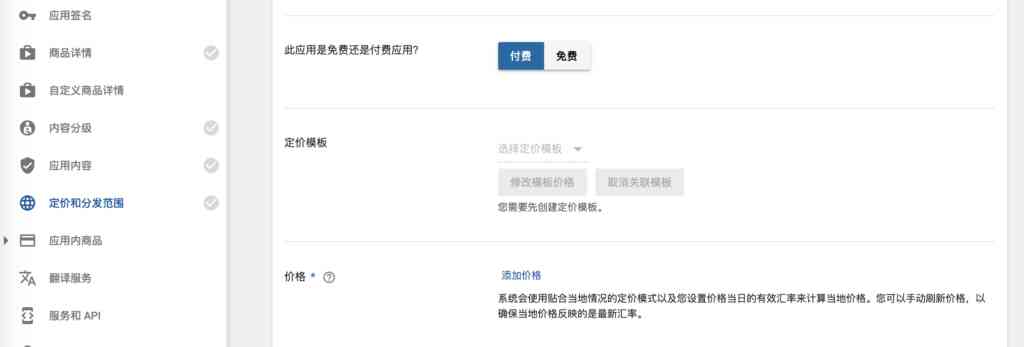 应用签名
商品详情
自定义商品详情
内容分级
应用内容
定价和分发范围
应用内商品
翻译服务
服务和 API
此应用是免费还是付费应用?
付费 免费
定价模板
选择定价模板
修改模板价格 取消关联模板
您需要先创建定价模板。
价格 *
添加价格
系统会使用贴合当地情况的定价模式以及您设置价格当日的有效汇率来计算当地价格。您可以手动刷新价格，以
确保当地价格反映的是最新汇率。